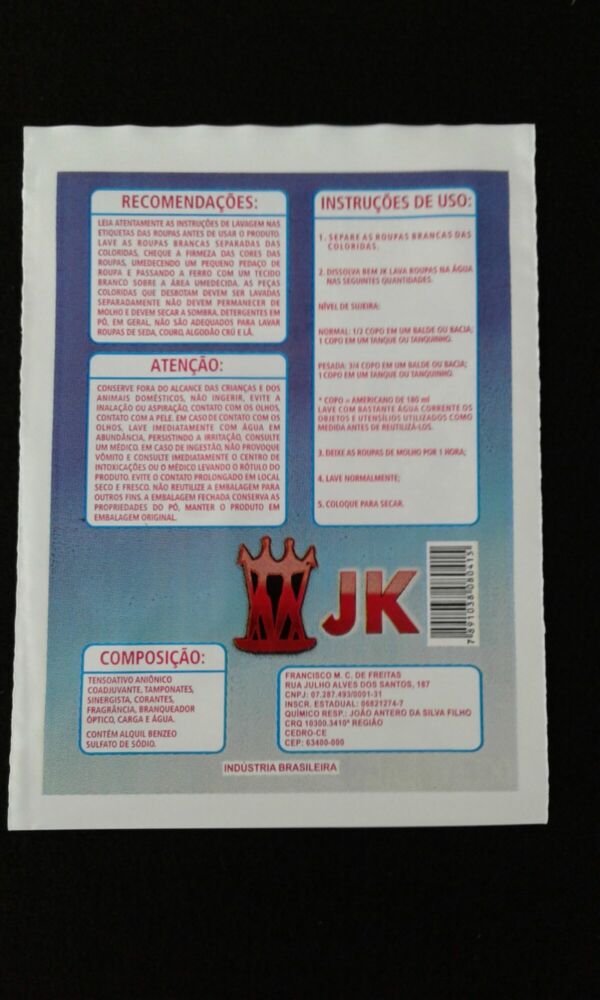 RECOMENDAÇÕES:
LEIA ATENTAMENTE AS INSTRUÇÕES DE LAVAGEM NAS
ETIQUETAS DAS ROUPAS ANTES DE USAR O PRODUTO.
LAVE AS ROUPAS BRANCAS SEPARADAS DAS
COLORIDAS, CHEQUE A FIRMEZA DAS CORES DAS
ROUPAS, UMEDECENDO UM PEQUENO PEDAÇO DE
ROUPA E PASSANDO A FERRO COM UM TECIDO
BRANCO SOBRE A ÁREA UMEDECIDA. AS PEÇAS
COLORIDAS QUE DESBOTAM DEVEM SER LAVADAS
SEPARADAMENTE NÃO DEVEM PERMANECER DE
MOLHO E DEVEM SECAR A SOMBRA. DETERGENTES EM
PÓ, EM GERAL, NÃO SÃO ADEQUADOS PARA LAVAR
ROUPAS DE SEDA, COURO, ALGODÃO CRÚ E LÃ.
ATENÇÃO:
CONSERVE FORA DO ALCANCE DAS CRIANÇAS E DOS
ANIMAIS DOMÉSTICOS, NÃO INGERIR, EVITE A
INALAÇÃO OU ASPIRAÇÃO, CONTATO COM OS OLHOS,
CONTATO COM A PELE. EM CASO DE CONTATO COM OS
OLHOS, LAVE IMEDIATAMENTE COM ÁGUA EM
ABUNDÂNCIA, PERSISTINDO A IRRITAÇÃO, CONSULTE
UM MÉDICO. EM CASO DE INGESTÃO, NÃO PROVOQUE
VÔMITO E CONSULTE IMEDIATAMENTE O CENTRO DE
INTOXICAÇÕES OU O MÉDICO LEVANDO O RÓTULO DO
PRODUTO. EVITE O CONTATO PROLONGADO EM LOCAL
SECO E FRESCO. NÃO REUTILIZE A EMBALAGEM PARA
OUTROS FINS. A EMBALAGEM FECHADA CONSERVA AS
PROPRIEDADES DO PÓ, MANTER O PRODUTO EM
EMBALAGEM ORIGINAL.
INSTRUÇÕES DE USO:
1. SEPARE AS ROUPAS BRANCAS DAS
COLORIDAS.
2. DISSOLVA BEM JK LAVA ROUPAS NA ÁGUA
NAS SEGUINTES QUANTIDADES.
NÍVEL DE SUJEIRA:
NORMAL: 1/2 COPO EM UM BALDE OU BACIA;
1 COPO EM UM TANQUE OU TANQUINHO.
PESADA: 3/4 COPO EM UM BALDE OU BACIA;
1 COPO EM UM TANQUE OU TANQUINHO.
* COPO = AMERICANO DE 180 ml
LAVE COM BASTANTE ÁGUA CORRENTE OS
OBJETOS E UTENSÍLIOS UTILIZADOS COMO
MEDIDA ANTES DE REUTILIZÁ-LOS.
3. DEIXE AS ROUPAS DE MOLHO POR 1 HORA;
4. LAVE NORMALMENTE;
5. COLOQUE PARA SECAR.
JK
7 891038 080415
COMPOSIÇÃO:
TENSOATIVO ANIÔNICO
COADJUVANTE, TAMPONATES,
SINERGISTA, CORANTES,
FRAGRÂNCIA, BRANQUEADOR
ÓPTICO, CARGA E ÁGUA.
CONTÉM ALQUIL BENZEO
SULFATO DE SÓDIO.
FRANCISCO M. C. DE FREITAS
RUA JULHO ALVES DOS SANTOS, 187
CNPJ: 07.287.493/0001-31
INSCR. ESTADUAL: 06821274-7
QUÍMICO RESP.: JOÃO ANTERO DA SILVA FILHO
CRQ 10300.3410ª REGIÃO
CEDRO-CE
CEP: 63400-000
INDÚSTRIA BRASILEIRA